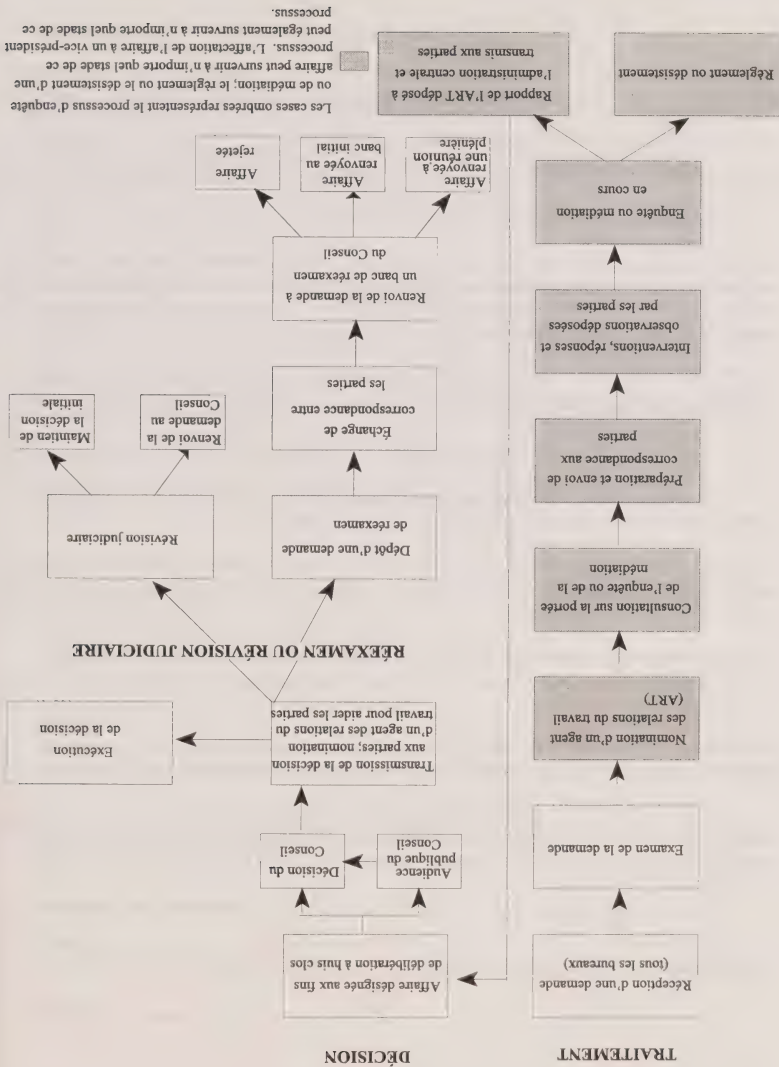 TRAITEMENT
Réception d'une demande
(tous les bureaux)
Examen de la demande
Nomination d'un agent
des relations du travail
(ART)
Consultation sur la portée
de l'enquête ou de la
médiation
Préparation et envoi de
correspondance aux
parties
Interventions, réponses et
observations déposées
par les parties
Enquête ou médiation
en cours
Règlement ou désistement
Rapport de l'ART déposé à
l'administration centrale et
transmis aux parties
DÉCISION
Affaire désignée aux fins
de délibération à huis clos
Audience
publique du
Conseil
Décision du
Conseil
Transmission de la décision
aux parties; nomination
d'un agent des relations du
travail pour aider les parties
Exécution
de la décision
RÉEXAMEN OU RÉVISION JUDICIAIRE
Dépôt d'une demande
de réexamen
Échange de
correspondance entre
les parties
Renvoi de la demande à
un banc de réexamen
du Conseil
Affaire
renvoyée à
une réunion
plénière
Affaire
renvoyée au
banc initial
Affaire
rejetée
Révision judiciaire
Renvoi de la
demande au
Conseil
Maintien de
la décision
initiale
Les cases ombrées représentent le processus d'enquête
ou de médiation; le règlement ou le désistement d'une
affaire peut survenir à n'importe quel stade de ce
processus. L'affectation de l'affaire à un vice-président
peut également survenir à n'importe quel stade de ce
processus.